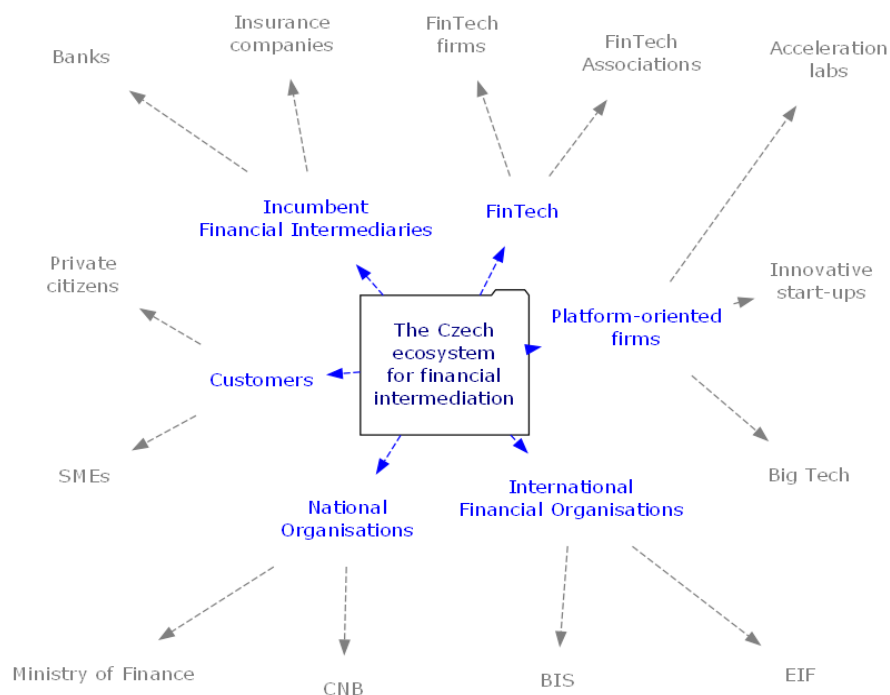 Insurance
companies
FinTech
firms
FinTech
Associations
Acceleration
labs
Banks
Incumbent
Financial Intermediaries
FinTech
Private
citizens
Innovative
start-ups
Platform-oriented
firms
The Czech
ecosystem
for financial
intermediation
Customers
SMEs
Big Tech
National
Organisations
International
Financial Organisations
Ministry of Finance
CNB
BIS
EIF